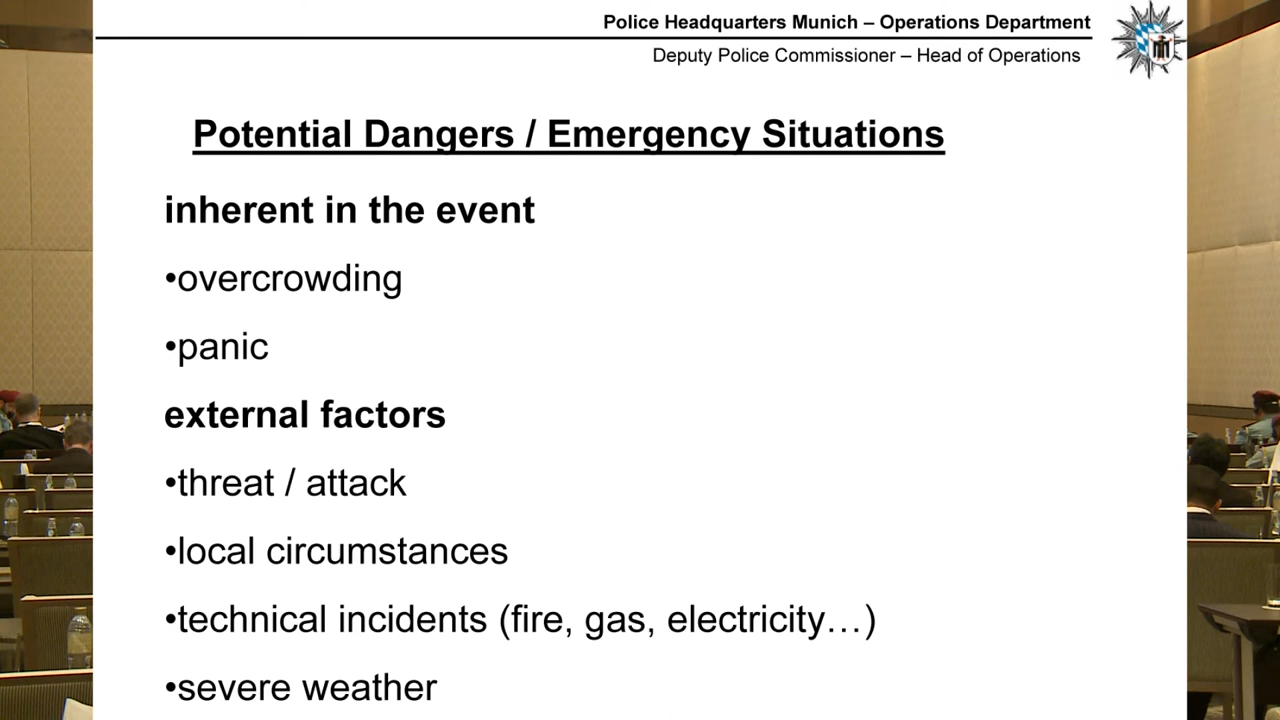 Police Headquarters Munich – Operations Department
Deputy Police Commissioner – Head of Operations
Potential Dangers / Emergency Situations
inherent in the event
•overcrowding
•panic
external factors
•threat / attack
•local circumstances
•technical incidents (fire, gas, electricity…)
•severe weather